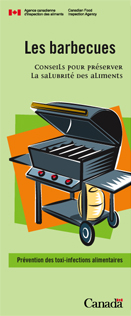 Agence canadienne
d'inspection des aliments
Canadian Food
Inspection Agency
Les barbecues
Conseils pour préserver
la salubrité des aliments
Prévention des toxi-infections alimentaires
Canada